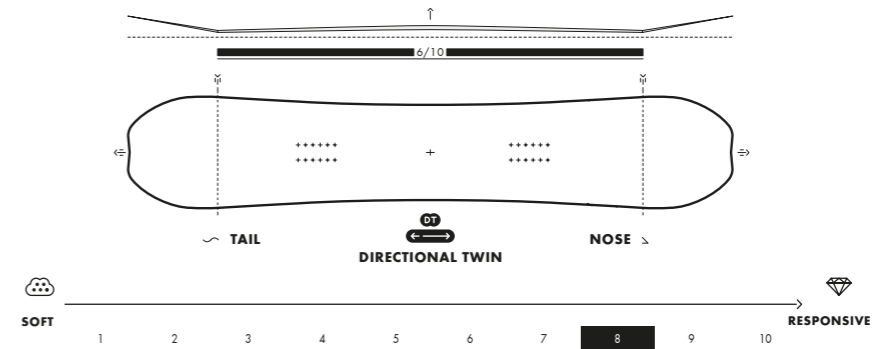 6/10
DT
TAIL
NOSE
DIRECTIONAL TWIN
SOFT
RESPONSIVE
1 2 3 4 5 6 7 8 9 10